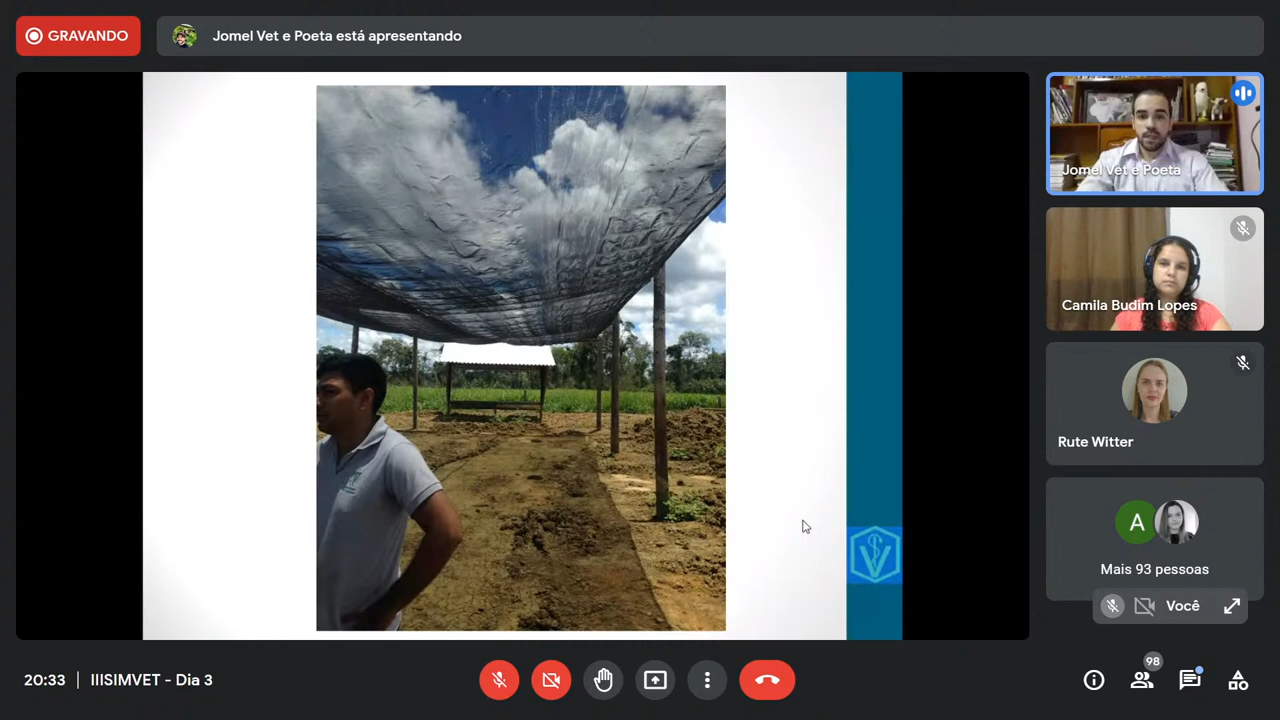 GRAVANDO
Jomel Vet e Poeta está apresentando
Jomel Vet e Poeta
Camila Budim Lopes
Rute Witter
A
Mais 93 pessoas
Você
20:33 | IIISIMVET - Dia 3
98